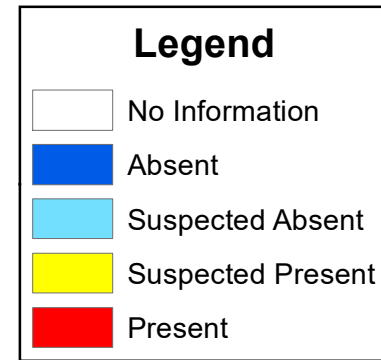 Legend
No Information
Absent
Suspected Absent
Suspected Present
Present